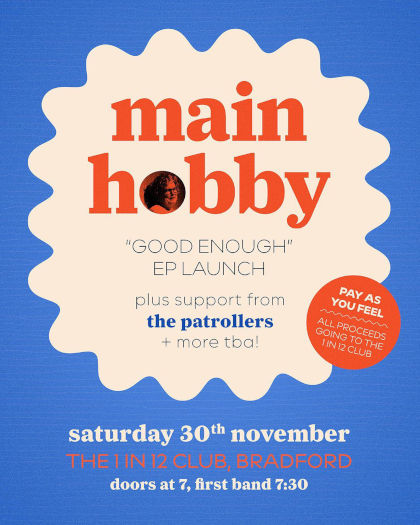 main
hobby
"GOOD ENOUGH"
EP LAUNCH
plus support from
the patrollers
+ more tba!
PAY AS
YOU FEEL
ALL PROCEEDS
GOING TO THE
1 IN 12 CLUB
saturday 30th november
THE 1 IN 12 CLUB, BRADFORD
doors at 7, first band 7:30